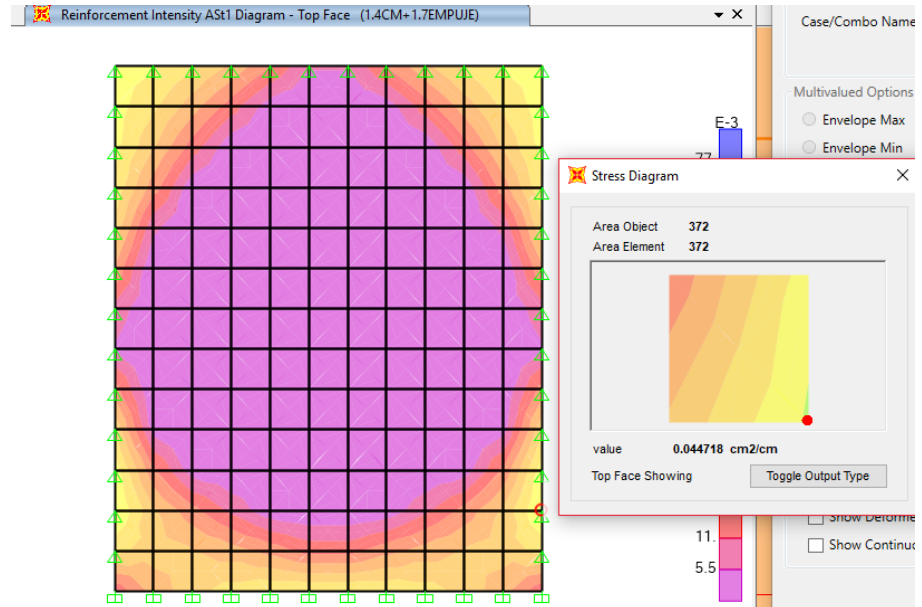 Reinforcement Intensity ASt1 Diagram - Top Face (1.4CM+1.7EMPUJE)
Case/Combo Name
Multivalued Options
Envelope Max
Envelope Min
E-3
77
Stress Diagram
Area Object 372
Area Element 372
value 0.044718 cm2/cm
Top Face Showing
Toggle Output Type
Show Deforme
Show Continuo
11.
5.5